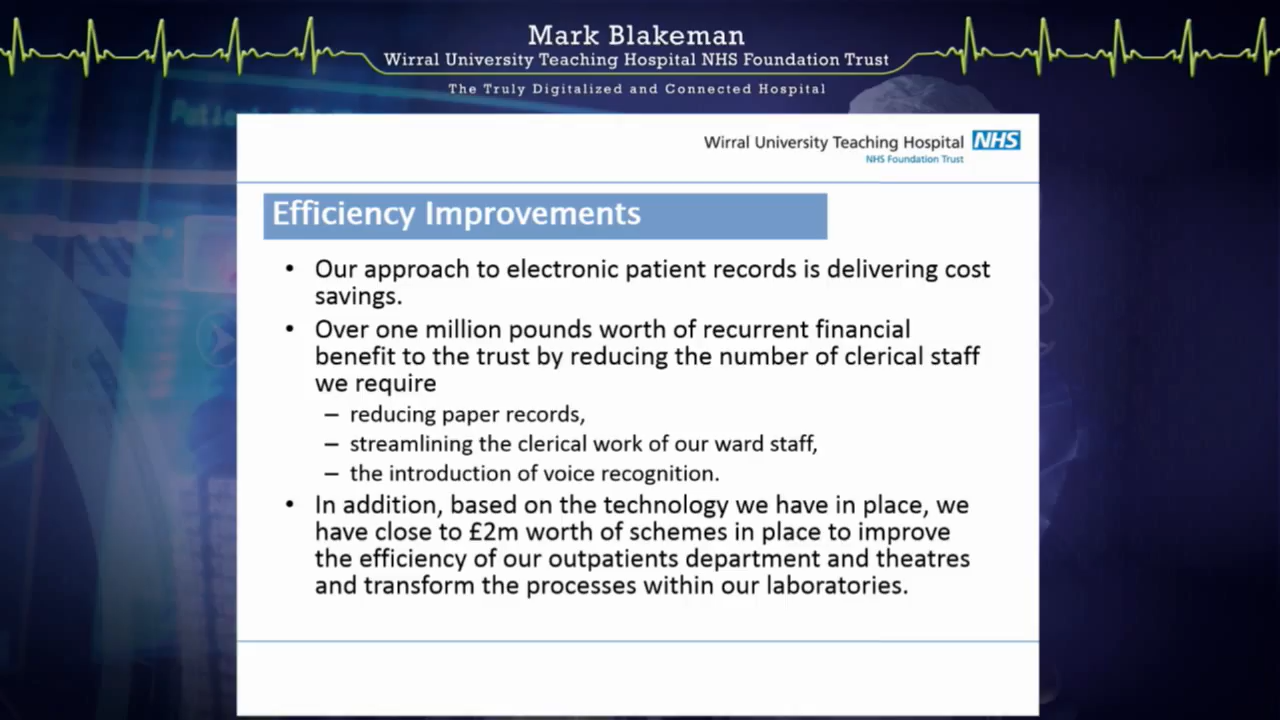 Mark Blakeman
Wirral University Teaching Hospital NHS Foundation Trust
The Truly Digitalized and Connected Hospital
Wirral University Teaching Hospital NHS
NHS Foundation Trust
Efficiency Improvements
• Our approach to electronic patient records is delivering cost
savings.
• Over one million pounds worth of recurrent financial
benefit to the trust by reducing the number of clerical staff
we require
– reducing paper records,
– streamlining the clerical work of our ward staff,
– the introduction of voice recognition.
• In addition, based on the technology we have in place, we
have close to £2m worth of schemes in place to improve
the efficiency of our outpatients department and theatres
and transform the processes within our laboratories.